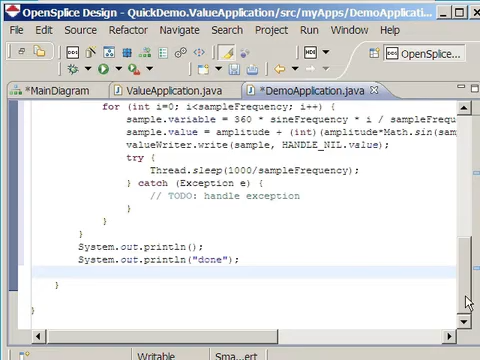 OpenSplice Design - QuickDemo.ValueApplication/src/myApps/DemoApplicati...
File Edit Source Refactor Navigate Search Project Run Window Help
OpenSplic...
*MainDiagram ValueApplication.java *DemoApplication.java
for (int i=0; i<sampleFrequency; i++) {
sample.variable = 360 * sineFrequency * i / sampleFrequ
sample.value = amplitude + (int)(amplitude*Math.sin(sam
valueWriter.write(sample, HANDLE_NIL.value);
try {
Thread.sleep(1000/sampleFrequency);
} catch (Exception e) {
// TODO: handle exception
}
}
}
System.out.println();
System.out.println("done");
}
}
Writable Sma...ert